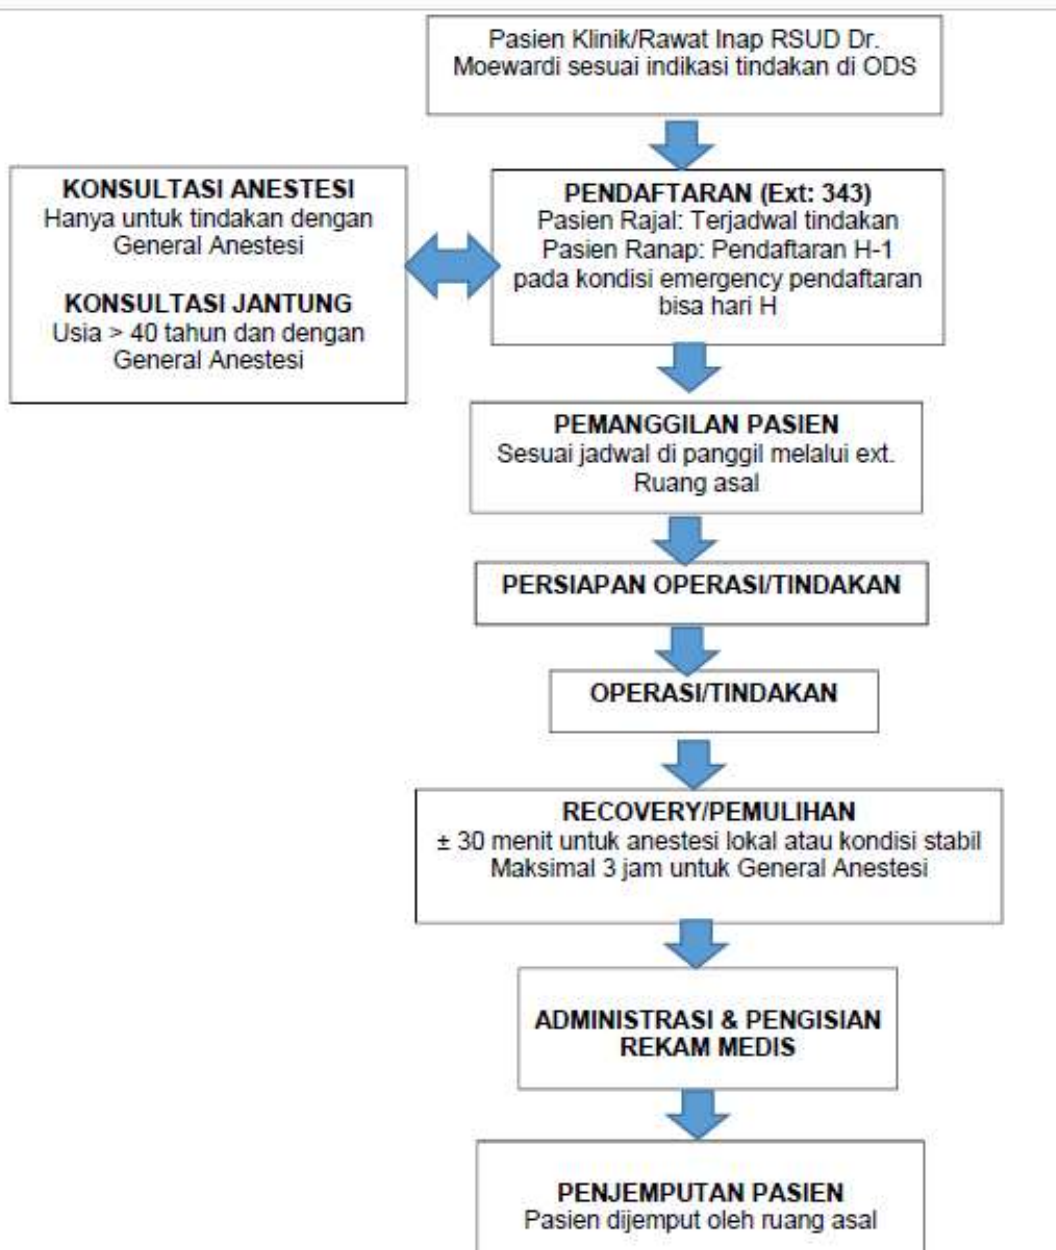 Pasien Klinik/Rawat Inap RSUD Dr.
Moewardi sesuai indikasi tindakan di ODS
KONSULTASI ANESTESI
Hanya untuk tindakan dengan
General Anestesi
KONSULTASI JANTUNG
Usia > 40 tahun dan dengan
General Anestesi
PENDAFTARAN (Ext: 343)
Pasien Rajal: Terjadwal tindakan
Pasien Ranap: Pendaftaran H-1
pada kondisi emergency pendaftaran
bisa hari H
PEMANGGILAN PASIEN
Sesuai jadwal di panggil melalui ext.
Ruang asal
PERSIAPAN OPERASI/TINDAKAN
OPERASI/TINDAKAN
RECOVERY/PEMULIHAN
± 30 menit untuk anestesi lokal atau kondisi stabil
Maksimal 3 jam untuk General Anestesi
ADMINISTRASI & PENGISIAN
REKAM MEDIS
PENJEMPUTAN PASIEN
Pasien dijemput oleh ruang asal